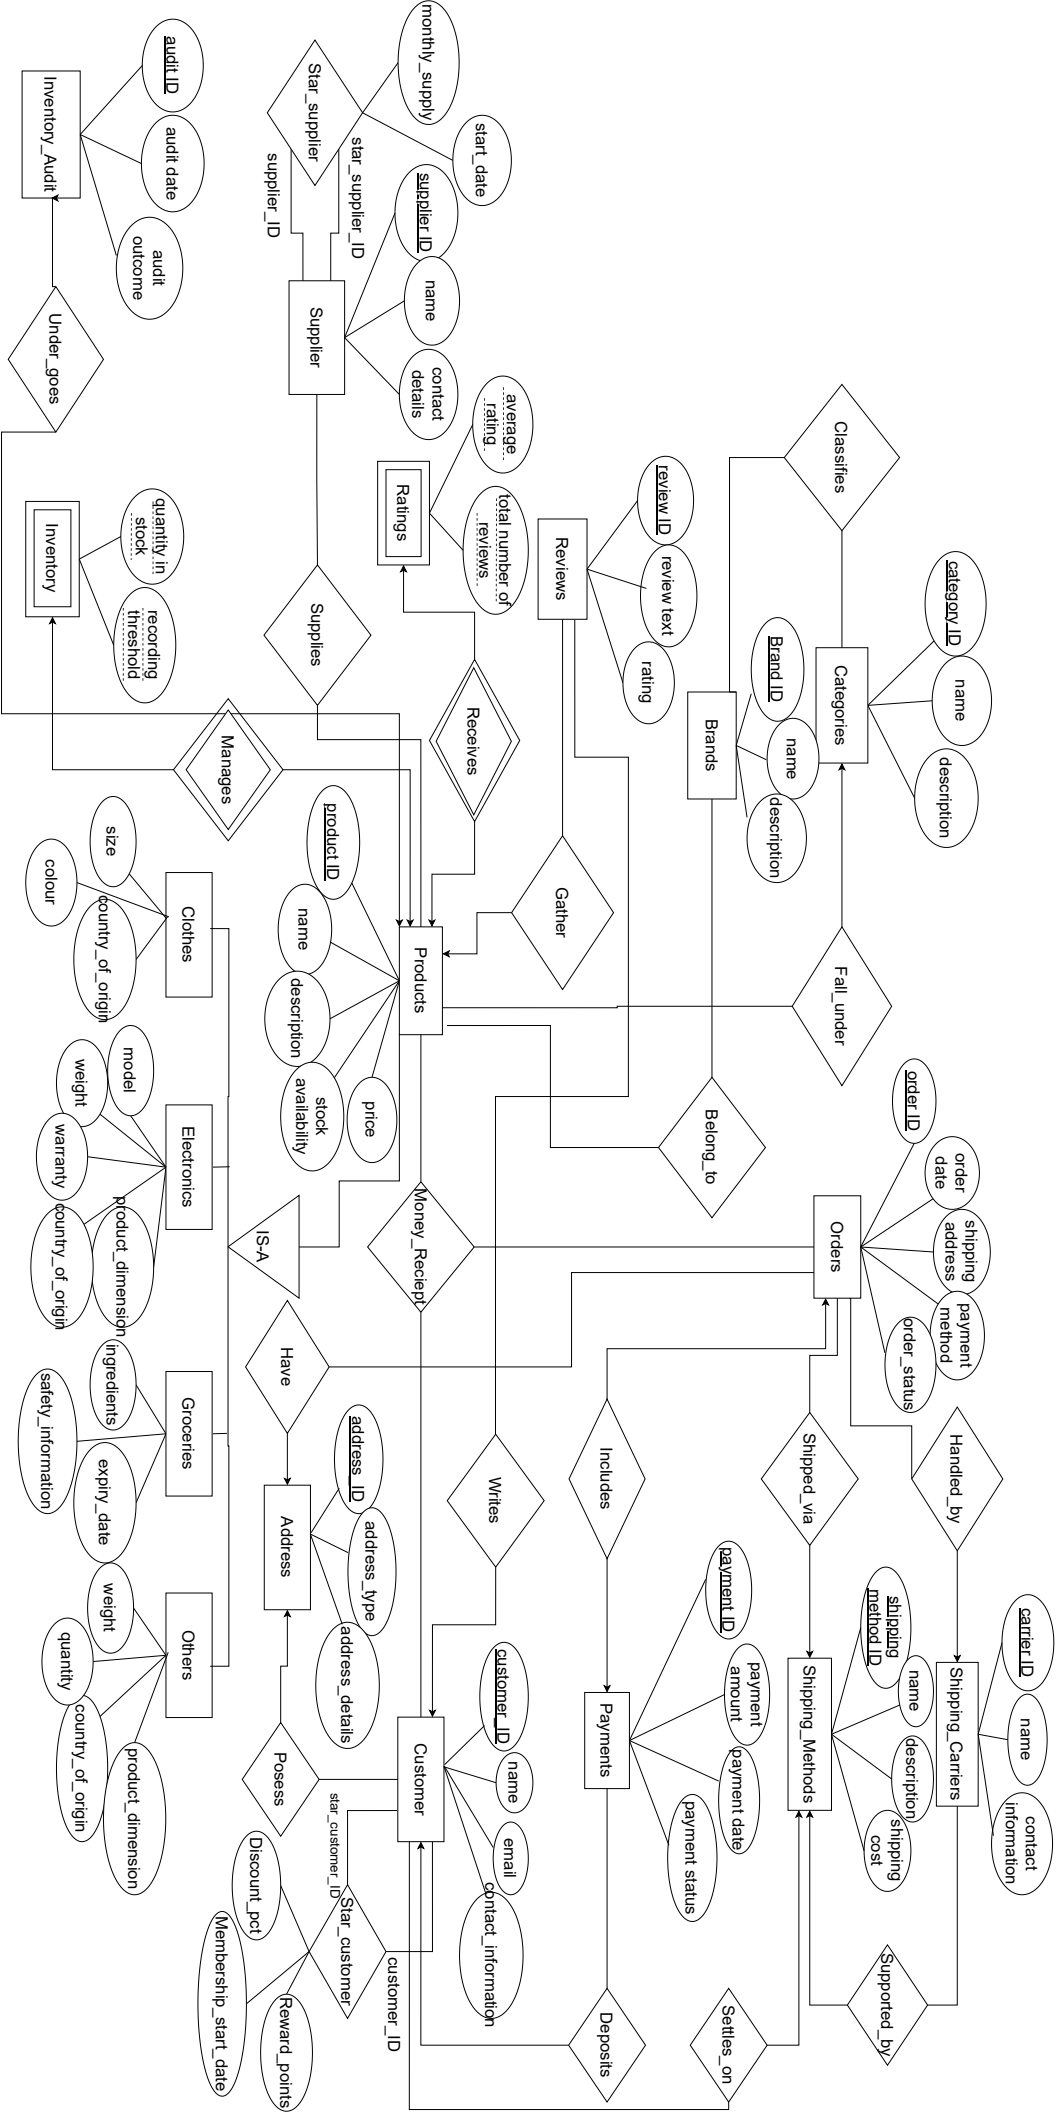 carrier ID
name
contact
information
category ID
name
description
Shipping_Carriers
Handled_by
order
date
shipping
address
payment
method
order ID
order_status
shipping
method ID
name
description
shipping
cost
Supported_by
Classifies
Categories
Fall_under
Orders
Shipped_via
Shipping_Methods
Brand ID
name
description
payment ID
payment
amount
payment date
payment status
Settles_on
Brands
Belong_to
review ID
review text
rating
Reviews
Gather
Includes
Payments
Deposits
start_date
average
rating
total number of
reviews
Writes
customer_ID
name
email
contact_information
monthly_supply
supplier ID
name
contact
details
Ratings
Receives
Products
Money_Reciept
Customer
customer_ID
star_supplier_ID
price
address_ID
address_type
address_details
Star_customer
star_customer_ID
Star_supplier
supplier_ID
Supplier
Supplies
product ID
name
description
stock
availability
IS-A
Have
Address
Posess
Discount_pct
Reward_points
Membership_start_date
Manages
Clothes
Electronics
Groceries
Others
audit ID
audit date
audit
outcome
quantity in
stock
recording
threshold
size
colour
country_of_origin
model
weight
warranty
country_of_origin
product_dimension
ingredients
safety_information
expiry_date
weight
quantity
country_of_origin
product_dimension
Inventory_Audit
Under_goes
Inventory